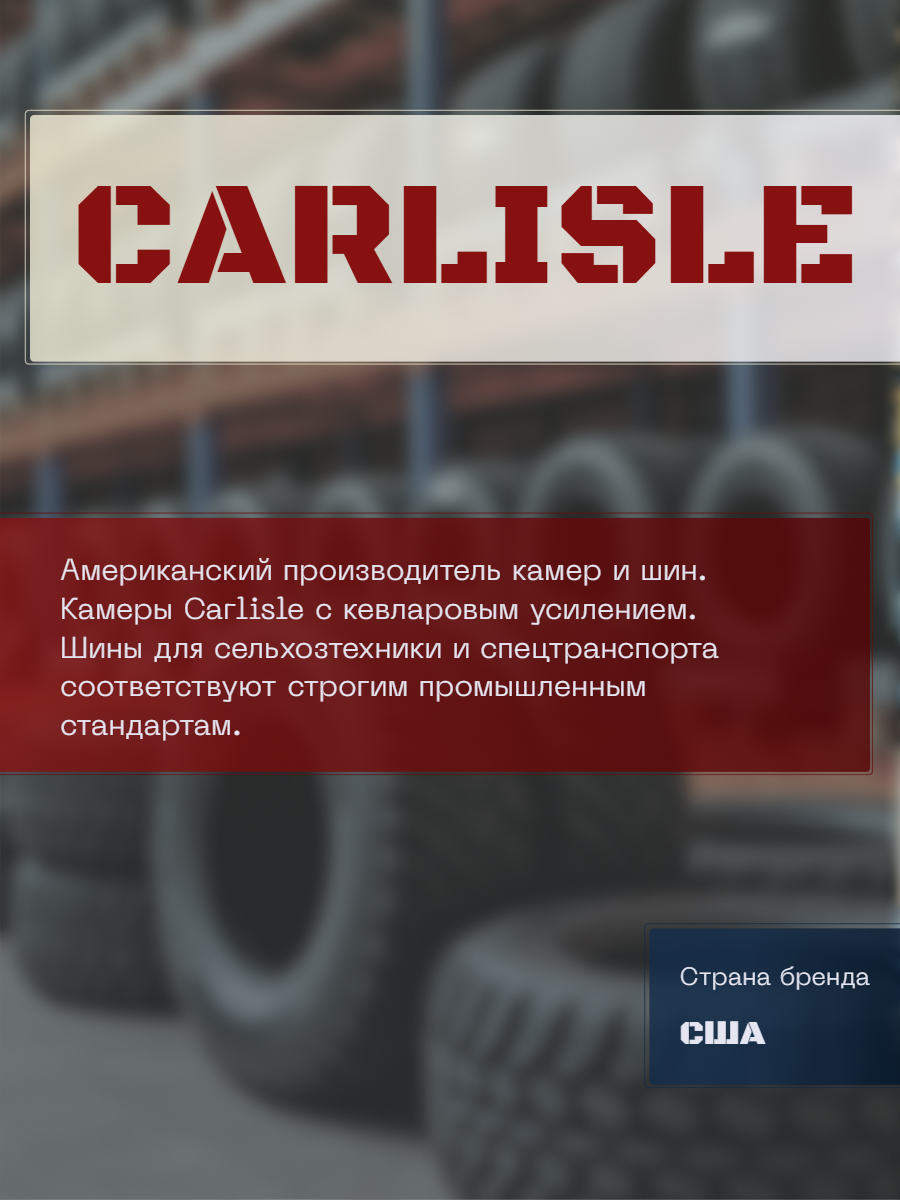 CARLISLE
Американский производитель камер и шин.
Камеры Carlisle с кевларовым усилением.
Шины для сельхозтехники и спецтранспорта
соответствуют строгим промышленным
стандартам.
Страна бренда
США